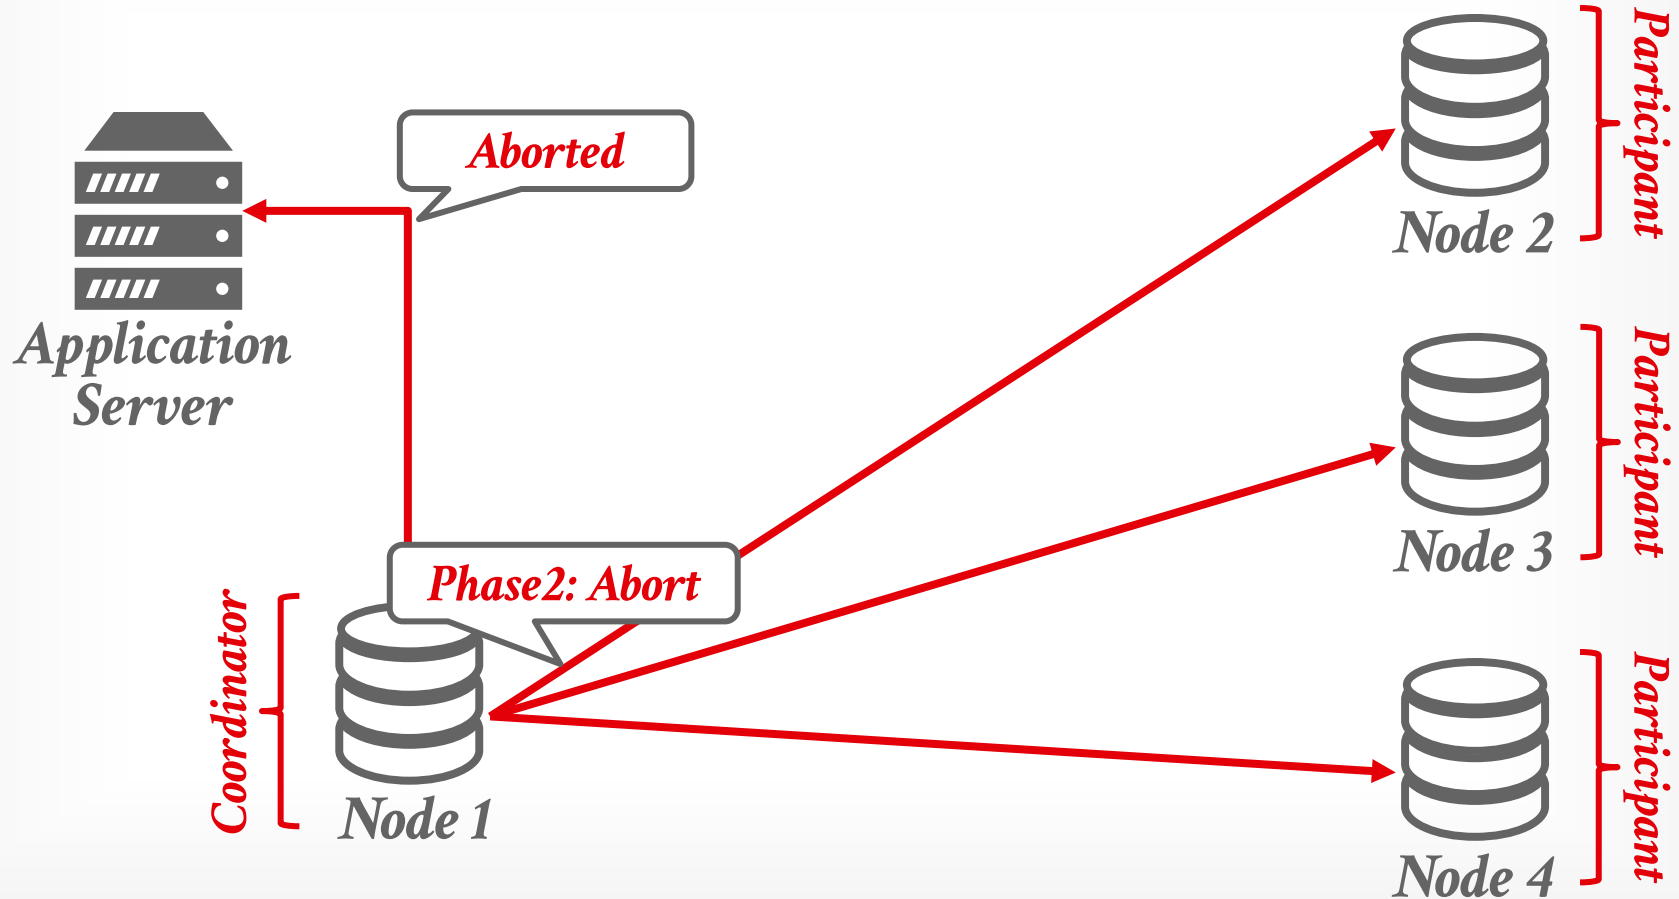 Aborted
Application
Server
Phase2: Abort
Coordinator
Node 1
Node 2
Participant
Node 3
Participant
Node 4
Participant